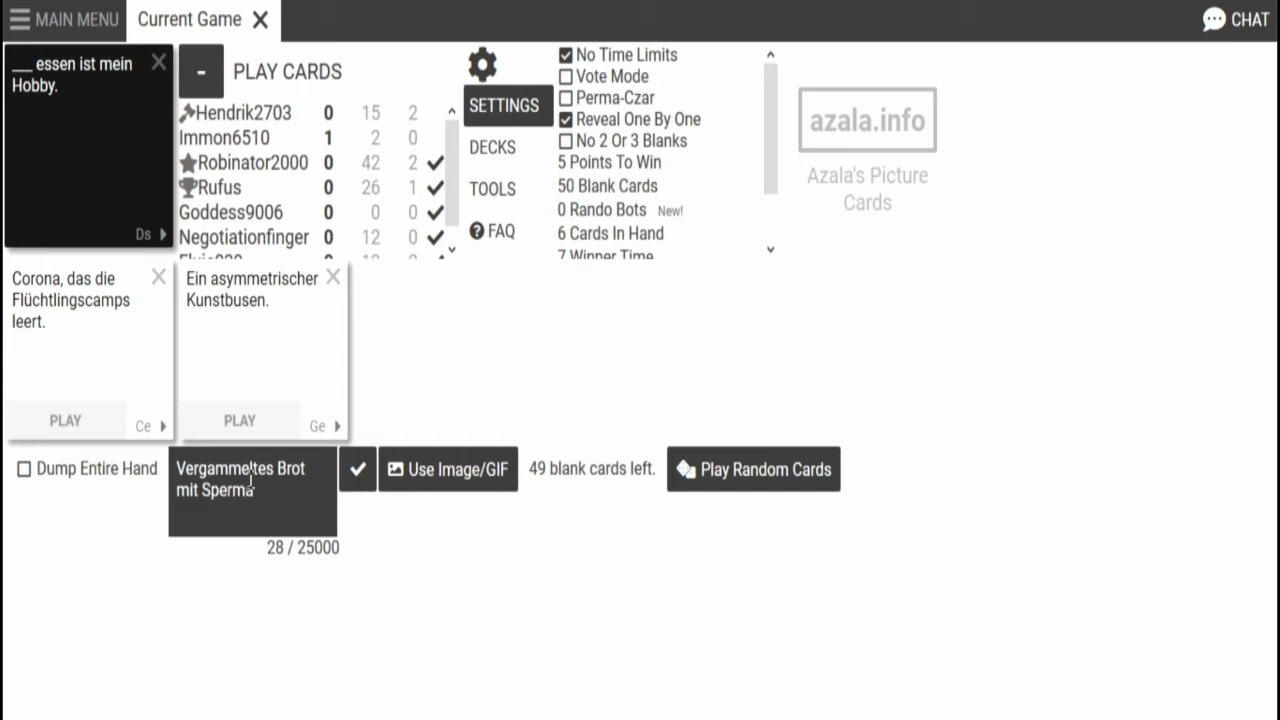 MAIN MENU
Current Game
CHAT
___ essen ist mein
Hobby.
Ds
-
PLAY CARDS
Hendrik2703 0 15 2
Immon6510 1 2 0
Robinator2000 0 42 2
Rufus 0 26 1
Goddess9006 0 0 0
Negotiationfinger 0 12 0
SETTINGS
DECKS
TOOLS
FAQ
No Time Limits
Vote Mode
Perma-Czar
Reveal One By One
No 2 Or 3 Blanks
5 Points To Win
50 Blank Cards
0 Rando Bots New!
6 Cards In Hand
7 Winner Time
azala.info
Azala's Picture
Cards
Corona, das die
Flüchtlingscamps
leert.
PLAY
Ce
Ein asymmetrischer
Kunstbusen.
PLAY
Ge
Dump Entire Hand
Vergammeltes Brot
mit Sperma
Use Image/GIF
49 blank cards left.
Play Random Cards
28 / 25000